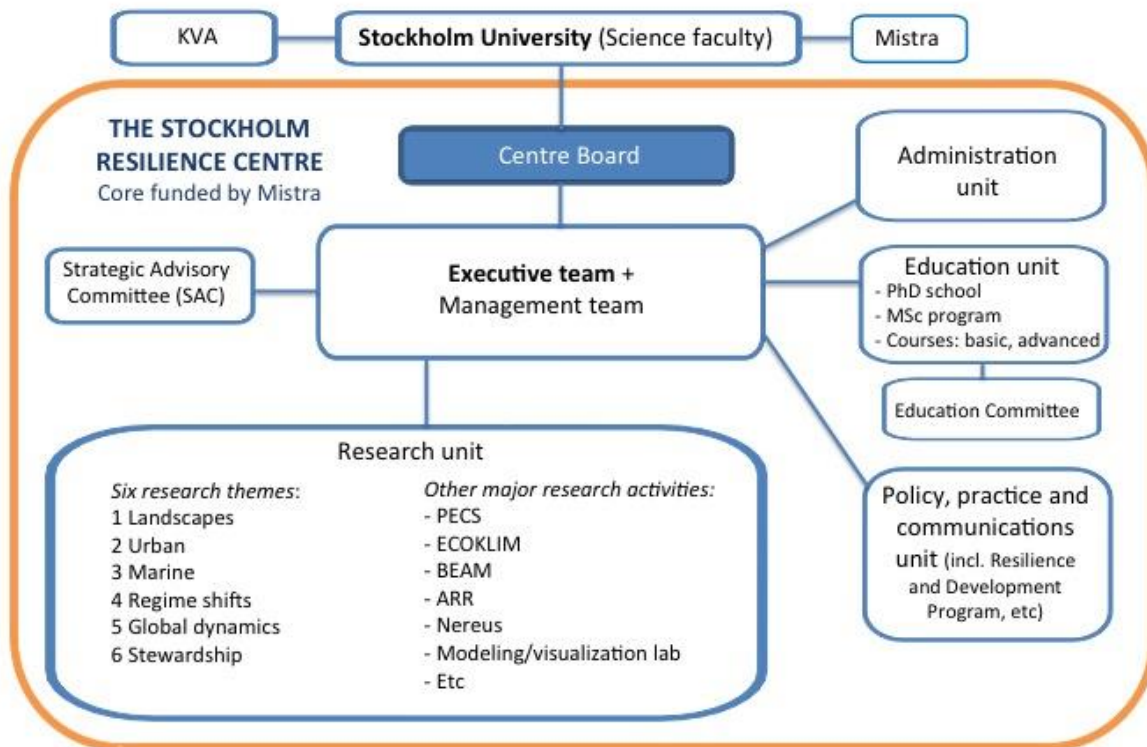 KVA
Stockholm University (Science faculty)
Mistra
THE STOCKHOLM
RESILIENCE CENTRE
Core funded by Mistra
Centre Board
Administration
unit
Strategic Advisory
Committee (SAC)
Executive team +
Management team
Education unit
- PhD school
- MSc program
- Courses: basic, advanced
Education Committee
Research unit
Six research themes:
1 Landscapes
2 Urban
3 Marine
4 Regime shifts
5 Global dynamics
6 Stewardship
Other major research activities:
- PECS
- ECOKLIM
- BEAM
- ARR
- Nereus
- Modeling/visualization lab
- Etc
Policy, practice and
communications
unit (incl. Resilience
and Development
Program, etc)